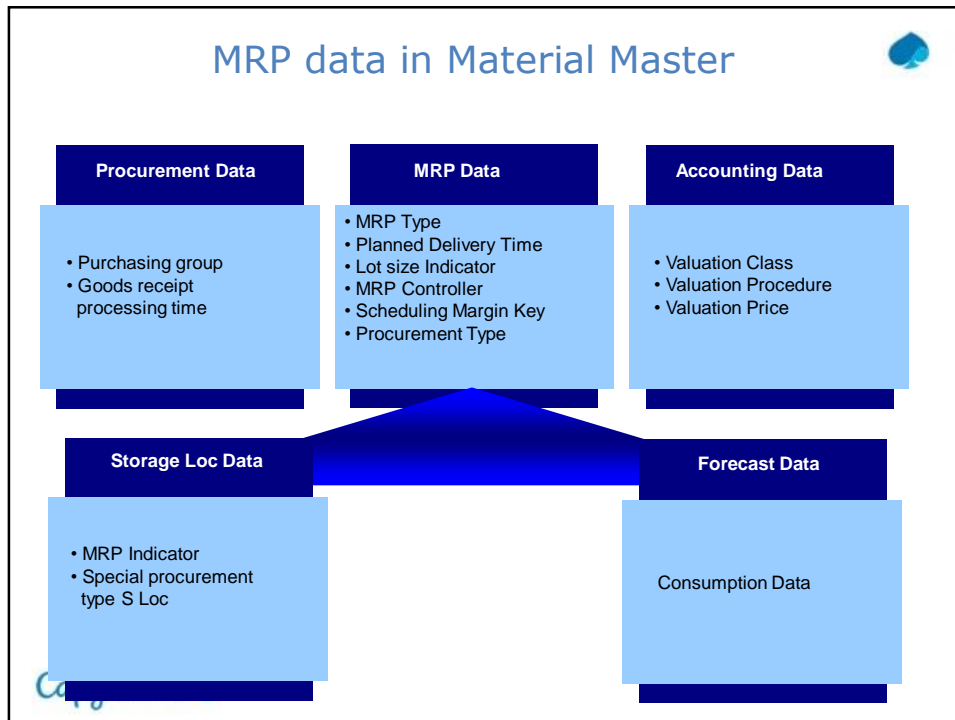 MRP data in Material Master
Procurement Data
• Purchasing group
• Goods receipt
processing time
MRP Data
• MRP Type
• Planned Delivery Time
• Lot size Indicator
• MRP Controller
• Scheduling Margin Key
• Procurement Type
Accounting Data
• Valuation Class
• Valuation Procedure
• Valuation Price
Storage Loc Data
• MRP Indicator
• Special procurement
type S Loc
Forecast Data
Consumption Data